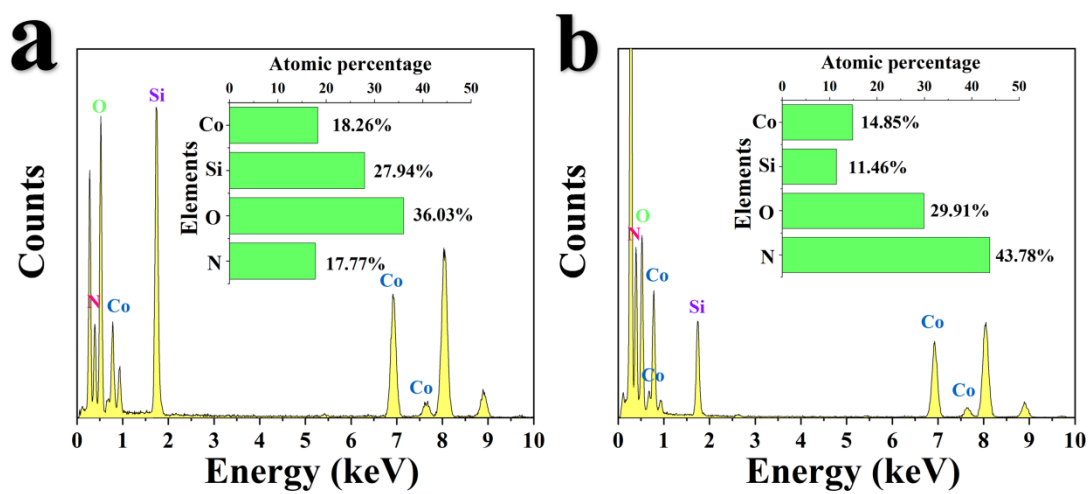 a
Atomic percentage
0 10 20 30 40 50
Elements
Co 18.26%
Si 27.94%
O 36.03%
N 17.77%
Counts
O
Si
N
Co
Co
Co
0 1 2 3 4 5 6 7 8 9 10
Energy (keV)
b
Atomic percentage
0 10 20 30 40 50
Elements
Co 14.85%
Si 11.46%
O 29.91%
N 43.78%
Counts
O
N
Co
Si
Co
Co
Co
0 1 2 3 4 5 6 7 8 9 10
Energy (keV)